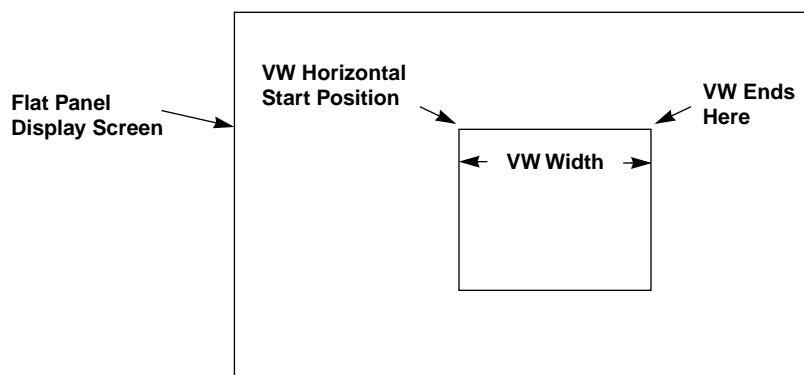 VW Horizontal
Start Position
Flat Panel
Display Screen
VW Ends
Here
VW Width